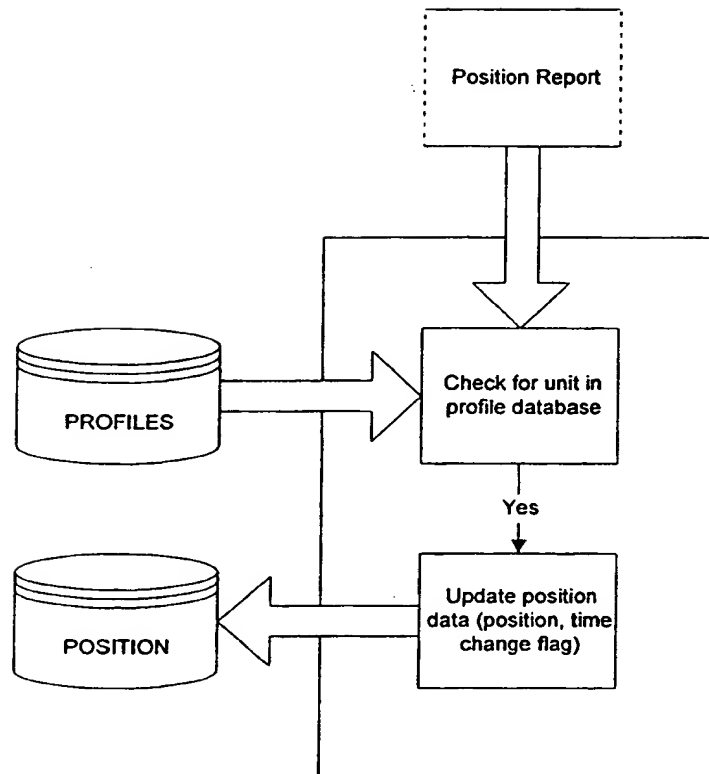 Position Report
Check for unit in
profile database
PROFILES
Yes
Update position
data (position, time
change flag)
POSITION